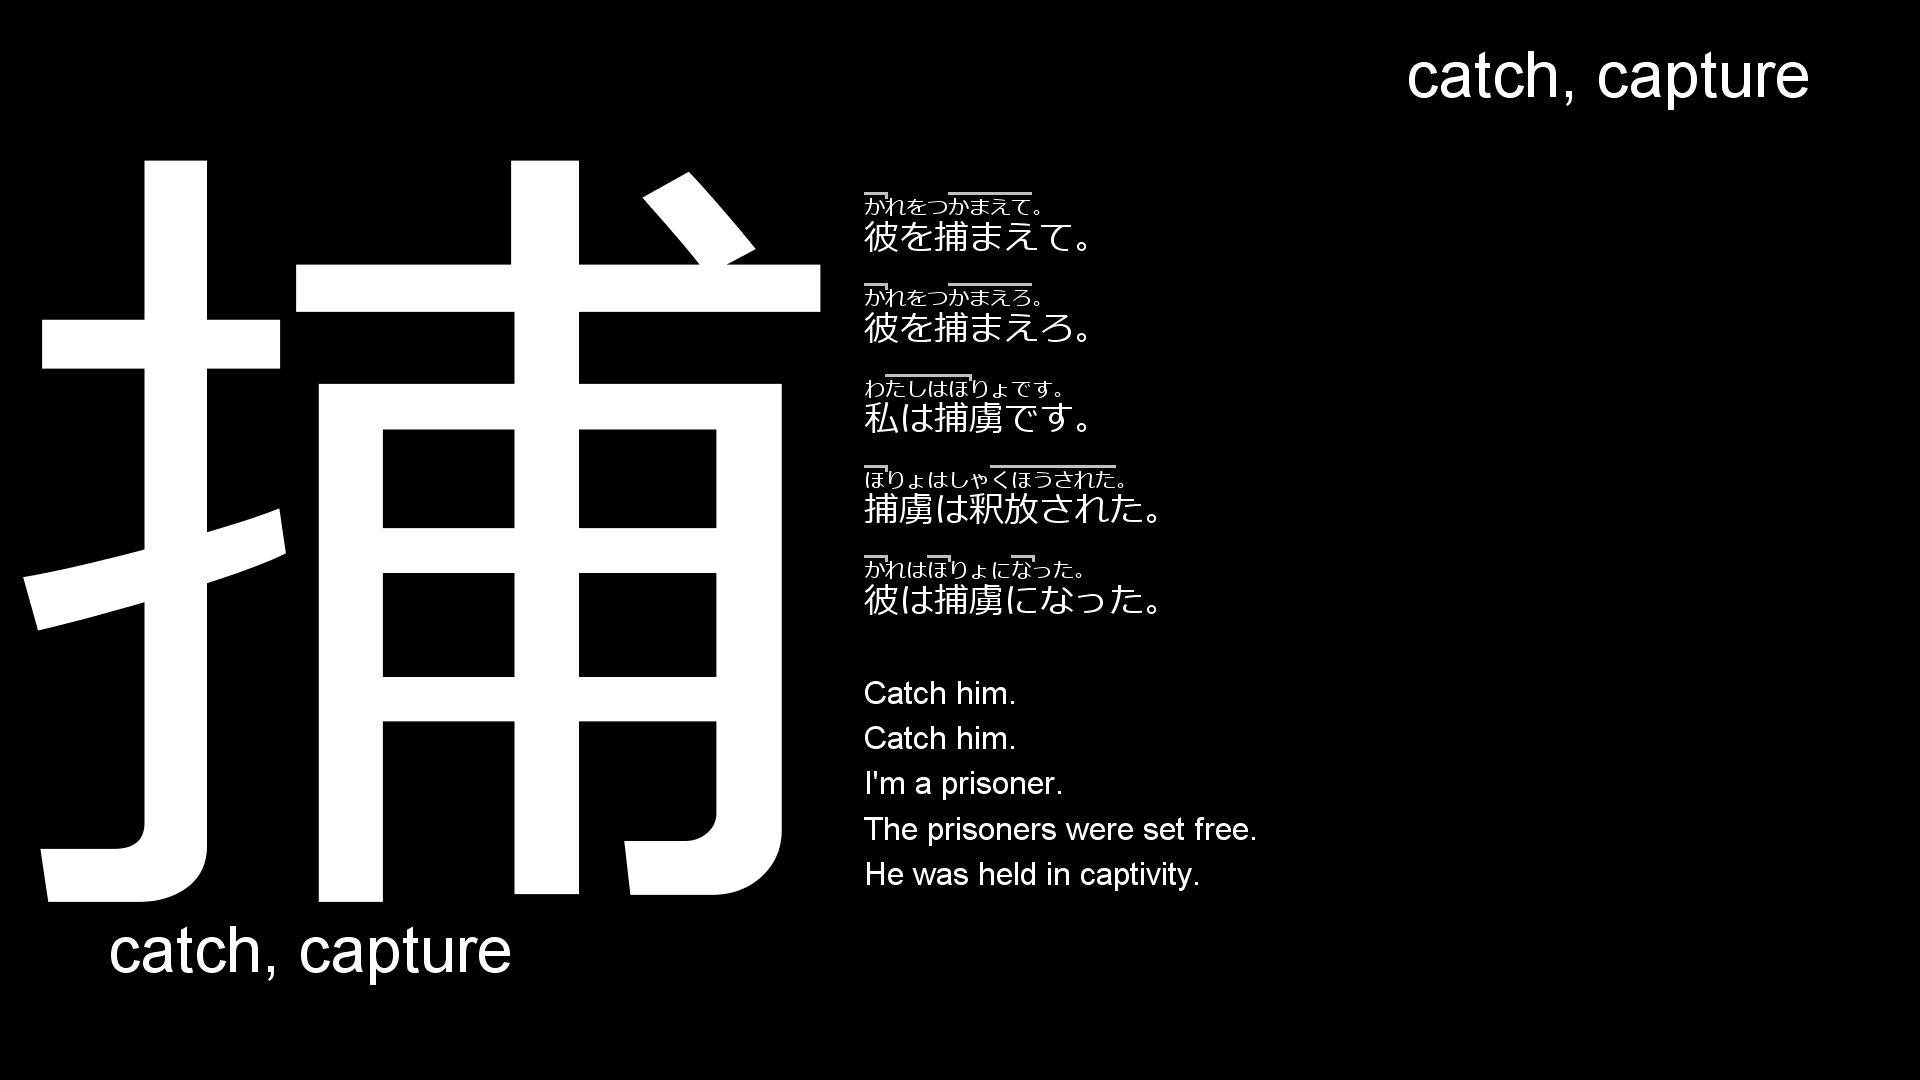 catch, capture
捕
かれをつかまえて。
彼を捕まえて。
かれをつかまえろ。
彼を捕まえろ。
わたしはほりょです。
私は捕虜です。
ほりょはしゃくほうされた。
捕虜は釈放された。
かれはほりょになった。
彼は捕虜になった。
Catch him.
Catch him.
I'm a prisoner.
The prisoners were set free.
He was held in captivity.
catch, capture